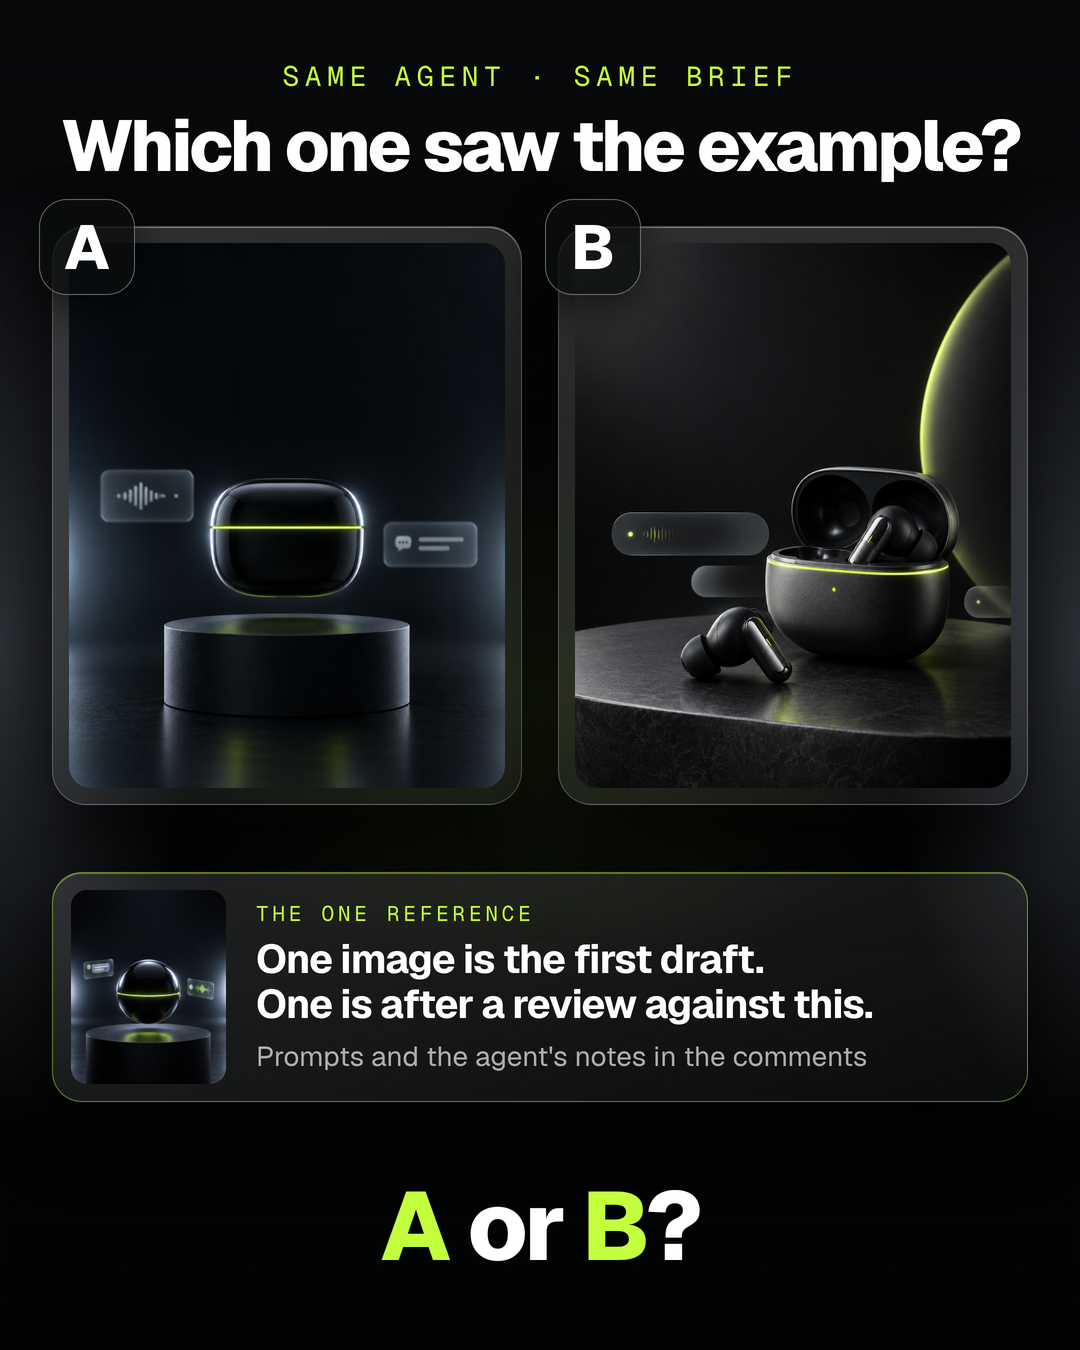 SAME AGENT · SAME BRIEF
Which one saw the example?
A
B
THE ONE REFERENCE
One image is the first draft.
One is after a review against this.
Prompts and the agent's notes in the comments
A or B?